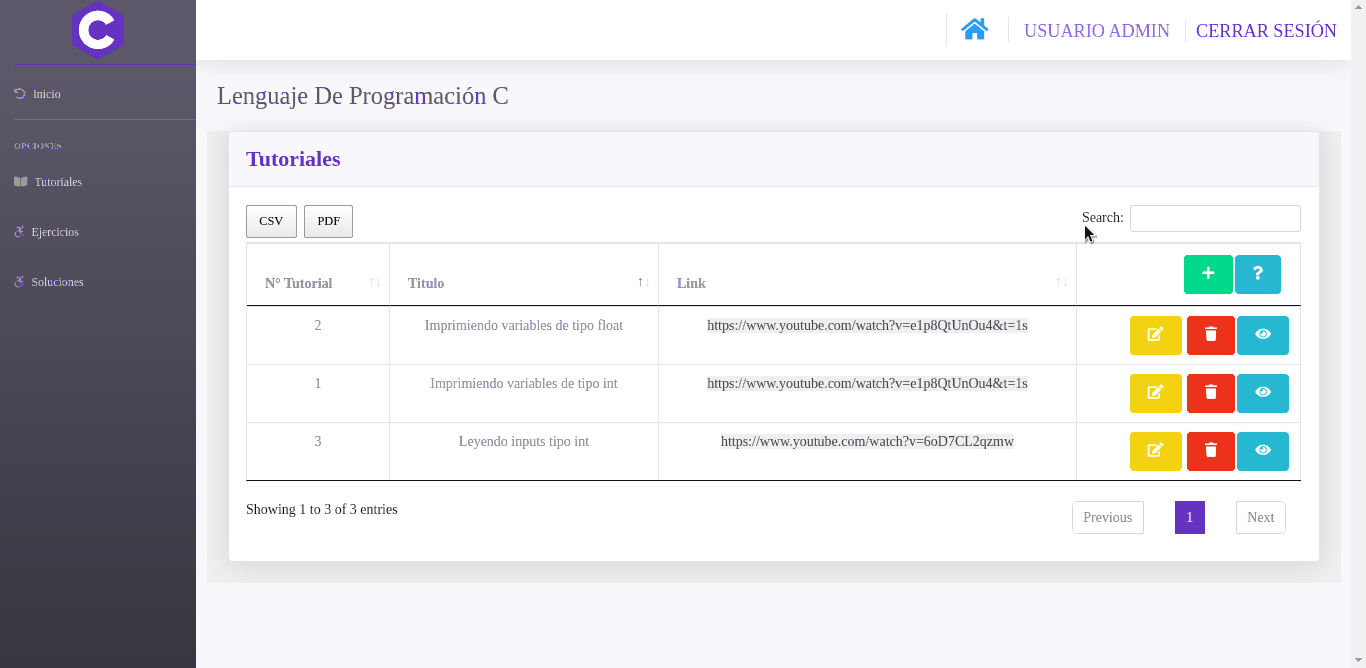 C
USUARIO ADMIN
CERRAR SESIÓN
Inicio
OPCIONES
Tutoriales
Ejercicios
Soluciones
Lenguaje De Programación C
Tutoriales
CSV
PDF
Search:
N° Tutorial
Titulo
Link
+
?
2
Imprimiendo variables de tipo float
https://www.youtube.com/watch?v=e1p8QtUnOu4&t=1s
1
Imprimiendo variables de tipo int
https://www.youtube.com/watch?v=e1p8QtUnOu4&t=1s
3
Leyendo inputs tipo int
https://www.youtube.com/watch?v=6oD7CL2qzmw
Showing 1 to 3 of 3 entries
Previous
1
Next